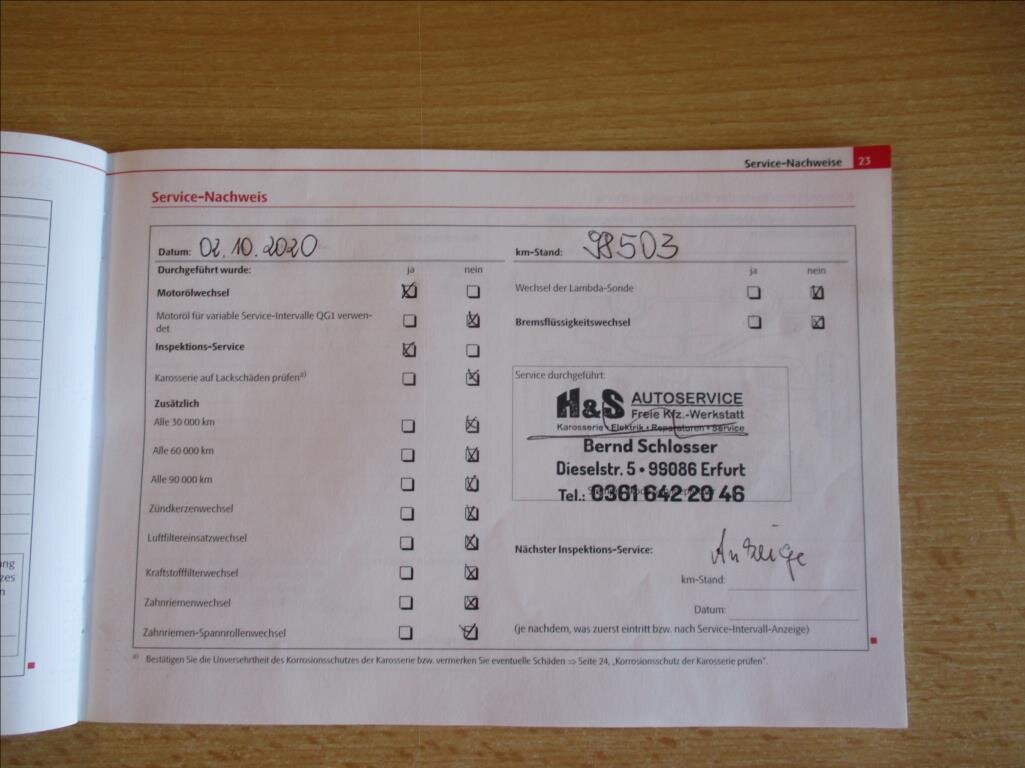 Service-Nachweise 23
Service-Nachweis
Datum: 02.10.2020
Durchgeführt wurde: ja nein
Motorölwechsel
Motoröl für variable Service-Intervalle QG1 verwen-
det
Inspektions-Service
Karosserie auf Lackschäden prüfen a)
Zusätzlich
Alle 30 000 km
Alle 60 000 km
Alle 90 000 km
Zündkerzenwechsel
Luftfiltereinsatzwechsel
Kraftstofffilterwechsel
Zahnriemenwechsel
Zahnriemen-Spannrollenwechsel
km-Stand: 98503
ja nein
Wechsel der Lambda-Sonde
Bremsflüssigkeitswechsel
Service durchgeführt:
H&S AUTOSERVICE
Freie Kfz.-Werkstatt
Karosserie • Elektrik • Reparaturen • Service
Bernd Schlosser
Dieselstr. 5 • 99086 Erfurt
Tel.: 0361 642 20 46
Nächster Inspektions-Service: Anzeige
km-Stand:
Datum:
(je nachdem, was zuerst eintritt bzw. nach Service-Intervall-Anzeige)
a) Bestätigen Sie die Unversehrtheit des Korrosionsschutzes der Karosserie bzw. vermerken Sie eventuelle Schäden ⇒ Seite 24, „Korrosionsschutz der Karosserie prüfen“.